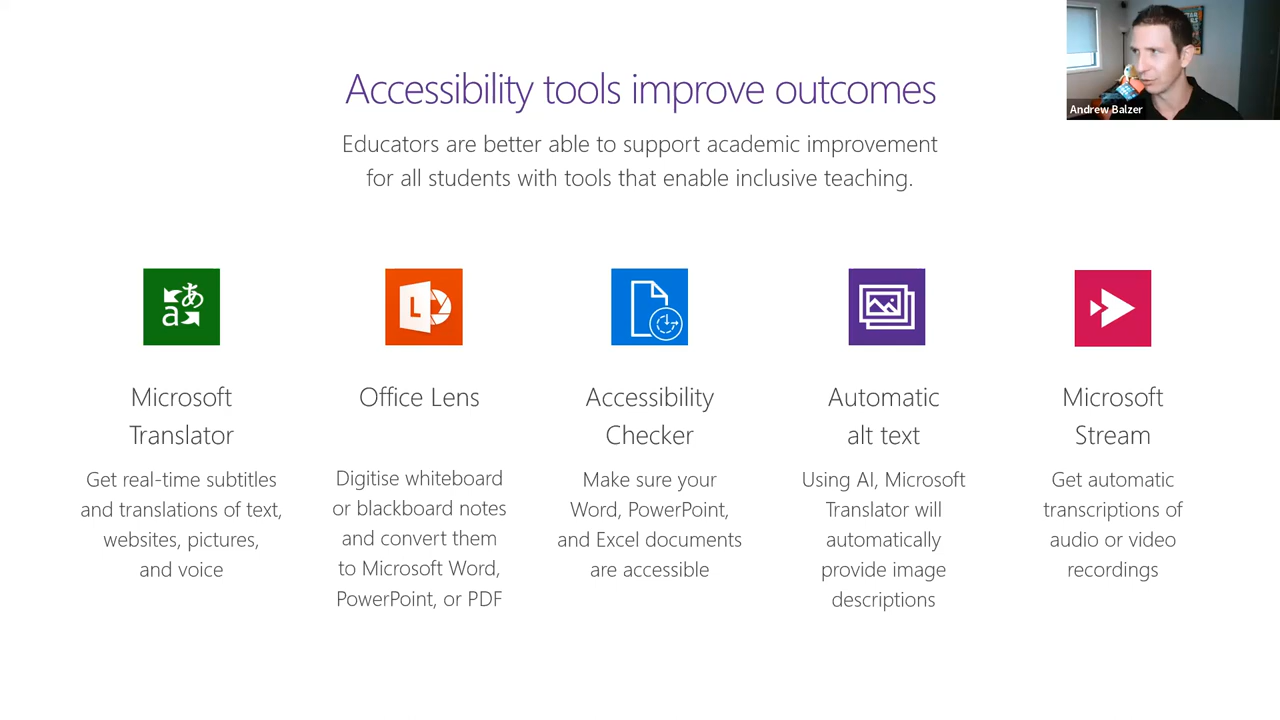 Accessibility tools improve outcomes
Educators are better able to support academic improvement
for all students with tools that enable inclusive teaching.
Andrew Balzer
Microsoft
Translator
Get real-time subtitles
and translations of text,
websites, pictures,
and voice
Office Lens
Digitise whiteboard
or blackboard notes
and convert them
to Microsoft Word,
PowerPoint, or PDF
Accessibility
Checker
Make sure your
Word, PowerPoint,
and Excel documents
are accessible
Automatic
alt text
Using AI, Microsoft
Translator will
automatically
provide image
descriptions
Microsoft
Stream
Get automatic
transcriptions of
audio or video
recordings
あ
a
L